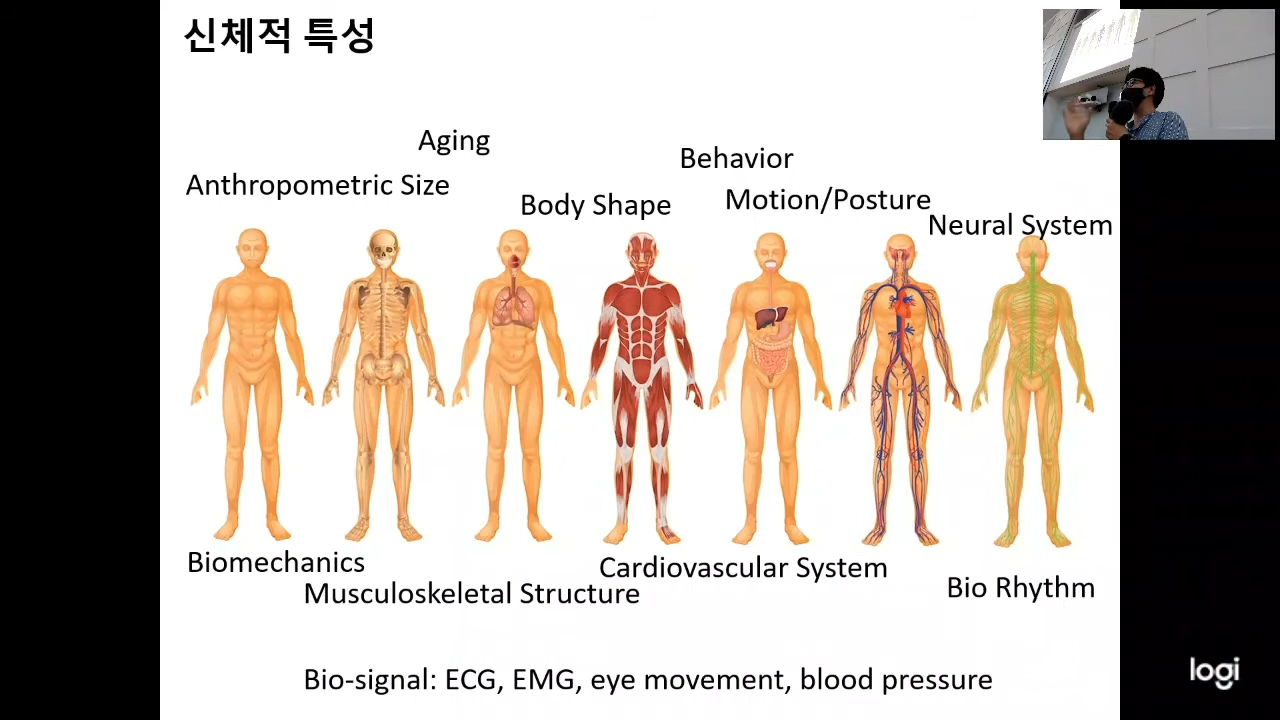 신체적 특성
Aging
Behavior
Anthropometric Size
Body Shape
Motion/Posture
Neural System
Biomechanics
Musculoskeletal Structure
Cardiovascular System
Bio Rhythm
Bio-signal: ECG, EMG, eye movement, blood pressure
logi